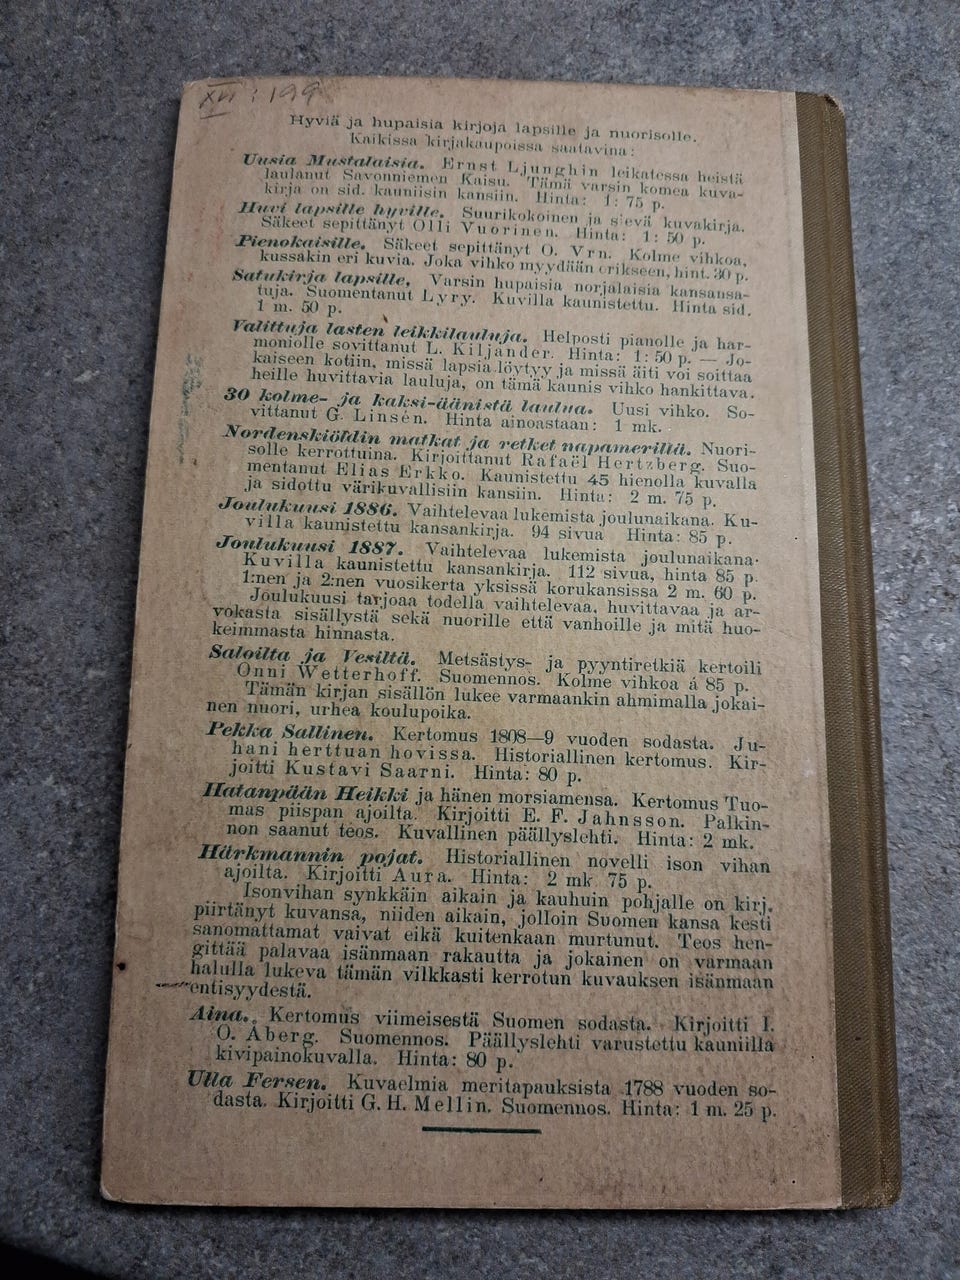 XII : 199
Hyviä ja hupaisia kirjoja lapsille ja nuorisolle.
Kaikissa kirjakaupoissa saatavina:
Uusia Mustalaisia. Ernst Ljunghin leikatessa heistä
laulanut Savonniemen Kaisu. Tämä varsin komea kuva-
kirja on sid. kauniisin kansiin. Hinta: 1: 75 p.
Huvi lapsille hyville. Suurikokoinen ja sievä kuvakirja.
Säkeet sepittänyt Olli Vuorinen. Hinta: 1: 50 p.
Pienokaisille. Säkeet sepittänyt O. Vrn. Kolme vihkoa,
kussakin eri kuvia. Joka vihko myydään erikseen, hint. 30 p.
Satukirja lapsille, Varsin hupaisia norjalaisia kansansa-
tuja. Suomentanut Lyry. Kuvilla kaunistettu. Hinta sid.
1 m. 50 p.
Valittuja lasten leikkilauluja. Helposti pianolle ja har-
moniolle sovittanut L. Kiljander. Hinta: 1: 50 p. — Jo-
kaiseen kotiin, missä lapsia löytyy ja missä äiti voi soittaa
heille huvittavia lauluja, on tämä kaunis vihko hankittava.
30 kolme- ja kaksi-äänistä laulua. Uusi vihko. So-
vittanut G. Linsén. Hinta ainoastaan: 1 mk.
Nordenskiöldin matkat ja retket napamerillä. Nuori-
solle kerrottuina. Kirjoittanut Rafaël Hertzberg. Suo-
mentanut Elias Erkko. Kaunistettu 45 hienolla kuvalla
ja sidottu värikuvallisiin kansiin. Hinta: 2 m. 75 p.
Joulukuusi 1886. Vaihtelevaa lukemista joulunaikana. Ku-
villa kaunistettu kansankirja. 94 sivua Hinta: 85 p.
Joulukuusi 1887. Vaihtelevaa lukemista joulunaikana.
Kuvilla kaunistettu kansankirja. 112 sivua, hinta 85 p.
1:nen ja 2:nen vuosikerta yksissä korukansissa 2 m. 60 p.
Joulukuusi tarjoaa todella vaihtelevaa, huvittavaa ja ar-
vokasta sisällystä sekä nuorille että vanhoille ja mitä huo-
keimmasta hinnasta.
Saloilta ja Vesiltä. Metsästys- ja pyyntiretkiä kertoili
Onni Wetterhoff. Suomennos. Kolme vihkoa á 85 p.
Tämän kirjan sisällön lukee varmaankin ahmimalla jokai-
nen nuori, urhea koulupoika.
Pekka Sallinen. Kertomus 1808—9 vuoden sodasta. Ju-
hani herttuan hovissa. Historiallinen kertomus. Kir-
joitti Kustavi Saarni. Hinta: 80 p.
Hatanpään Heikki ja hänen morsiamensa. Kertomus Tuo-
mas piispan ajoilta. Kirjoitti E. F. Jahnsson. Palkin-
non saanut teos. Kuvallinen päällyslehti. Hinta: 2 mk.
Härkmannin pojat. Historiallinen novelli ison vihan
ajoilta. Kirjoitti Aura. Hinta: 2 mk 75 p.
Isonvihan synkkäin aikain ja kauhuin pohjalle on kirj.
piirtänyt kuvansa, niiden aikain, jolloin Suomen kansa kesti
sanomattamat vaivat eikä kuitenkaan murtunut. Teos hen-
gittää palavaa isänmaan rakautta ja jokainen on varmaan
halulla lukeva tämän vilkkasti kerrotun kuvauksen isänmaan
entisyydestä.
Aina. Kertomus viimeisestä Suomen sodasta. Kirjoitti I.
O. Åberg. Suomennos. Päällyslehti varustettu kauniilla
kivipainokuvalla. Hinta: 80 p.
Ulla Fersen. Kuvaelmia meritapauksista 1788 vuoden so-
dasta. Kirjoitti G. H. Mellin. Suomennos. Hinta: 1 m. 25 p.